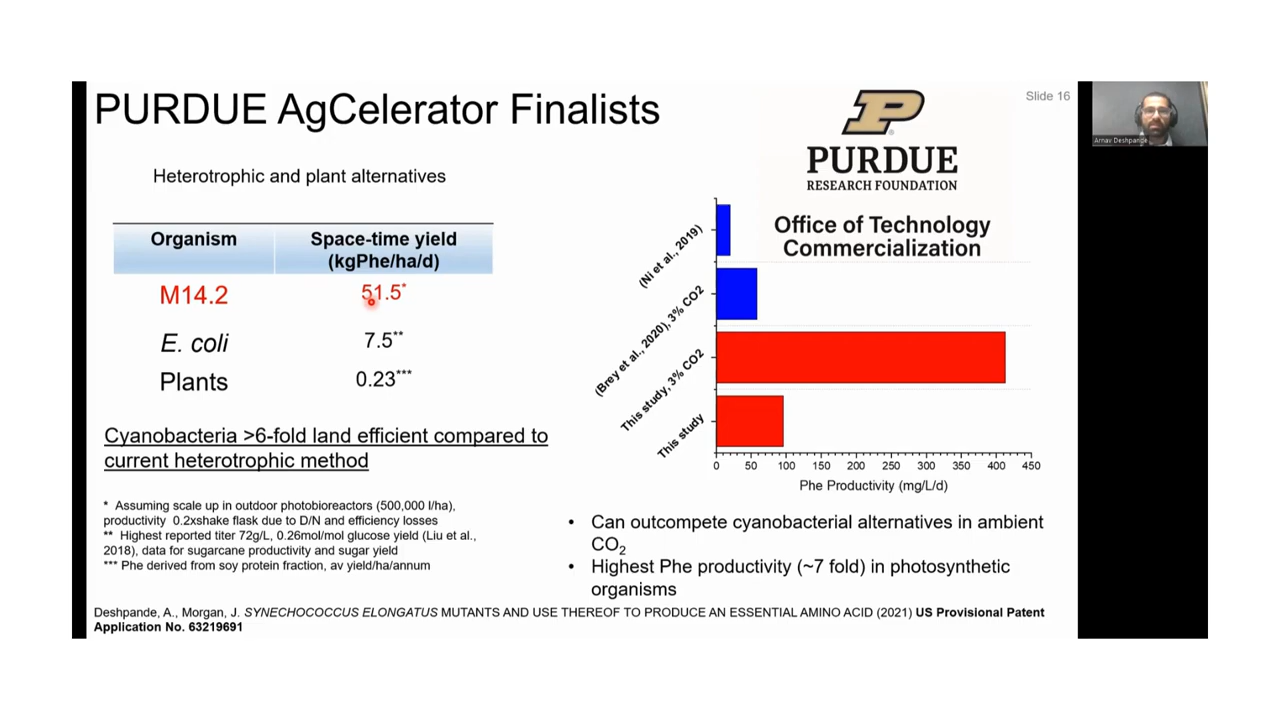 PURDUE AgCelerator Finalists
Slide 16
Arnav Deshpande
P
PURDUE
RESEARCH FOUNDATION
Office of Technology
Commercialization
Heterotrophic and plant alternatives
Organism
Space-time yield
(kgPhe/ha/d)
M14.2
51.5*
E. coli
7.5**
Plants
0.23***
Cyanobacteria >6-fold land efficient compared to
current heterotrophic method
* Assuming scale up in outdoor photobioreactors (500,000 l/ha),
productivity 0.2xshake flask due to D/N and efficiency losses
** Highest reported titer 72g/L, 0.26mol/mol glucose yield (Liu et al.,
2018), data for sugarcane productivity and sugar yield
*** Phe derived from soy protein fraction, av yield/ha/annum
(Ni et al., 2019)
(Brey et al., 2020), 3% CO2
This study, 3% CO2
This study
0 50 100 150 200 250 300 350 400 450
Phe Productivity (mg/L/d)
• Can outcompete cyanobacterial alternatives in ambient
CO2
• Highest Phe productivity (~7 fold) in photosynthetic
organisms
Deshpande, A., Morgan, J. SYNECHOCOCCUS ELONGATUS MUTANTS AND USE THEREOF TO PRODUCE AN ESSENTIAL AMINO ACID (2021) US Provisional Patent
Application No. 63219691